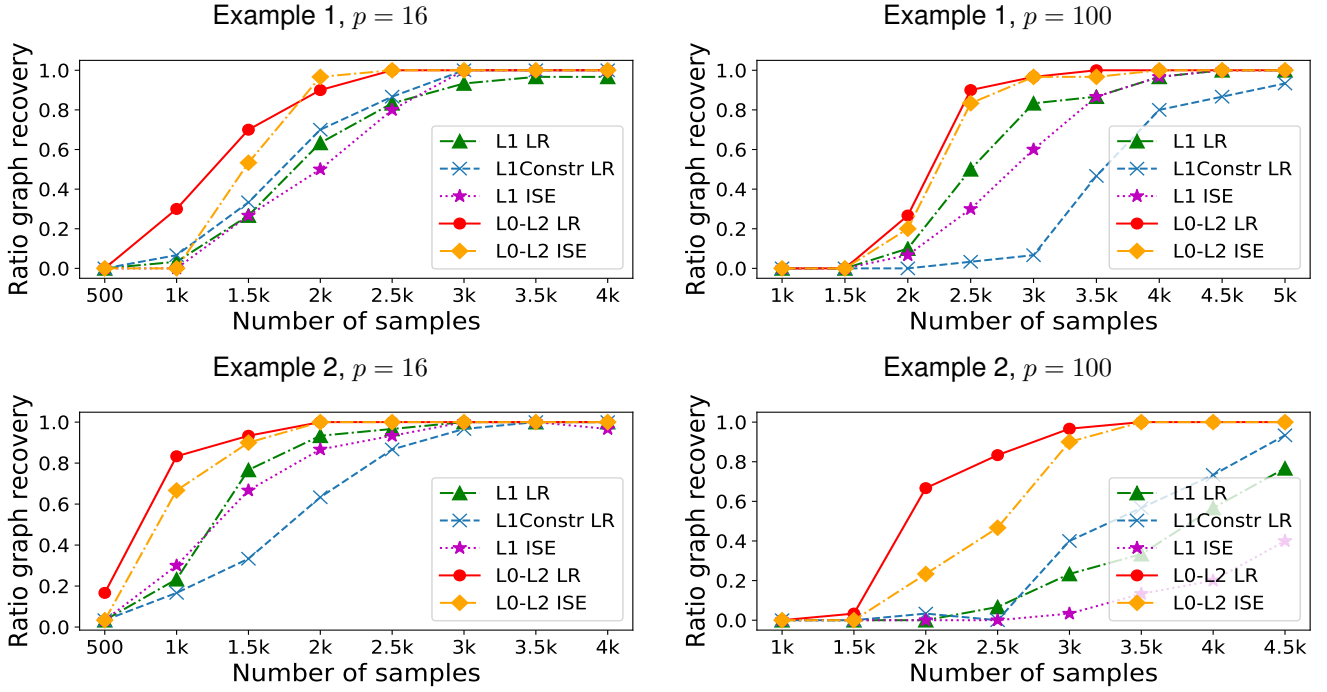 Example 1, p = 16
Ratio graph recovery
1.0
0.8
0.6
0.4
0.2
0.0
L1 LR
L1Constr LR
L1 ISE
L0-L2 LR
L0-L2 ISE
500 1k 1.5k 2k 2.5k 3k 3.5k 4k
Number of samples
Example 1, p = 100
Ratio graph recovery
1.0
0.8
0.6
0.4
0.2
0.0
L1 LR
L1Constr LR
L1 ISE
L0-L2 LR
L0-L2 ISE
1k 1.5k 2k 2.5k 3k 3.5k 4k 4.5k 5k
Number of samples
Example 2, p = 16
Ratio graph recovery
1.0
0.8
0.6
0.4
0.2
0.0
L1 LR
L1Constr LR
L1 ISE
L0-L2 LR
L0-L2 ISE
500 1k 1.5k 2k 2.5k 3k 3.5k 4k
Number of samples
Example 2, p = 100
Ratio graph recovery
1.0
0.8
0.6
0.4
0.2
0.0
L1 LR
L1Constr LR
L1 ISE
L0-L2 LR
L0-L2 ISE
1k 1.5k 2k 2.5k 3k 3.5k 4k 4.5k
Number of samples